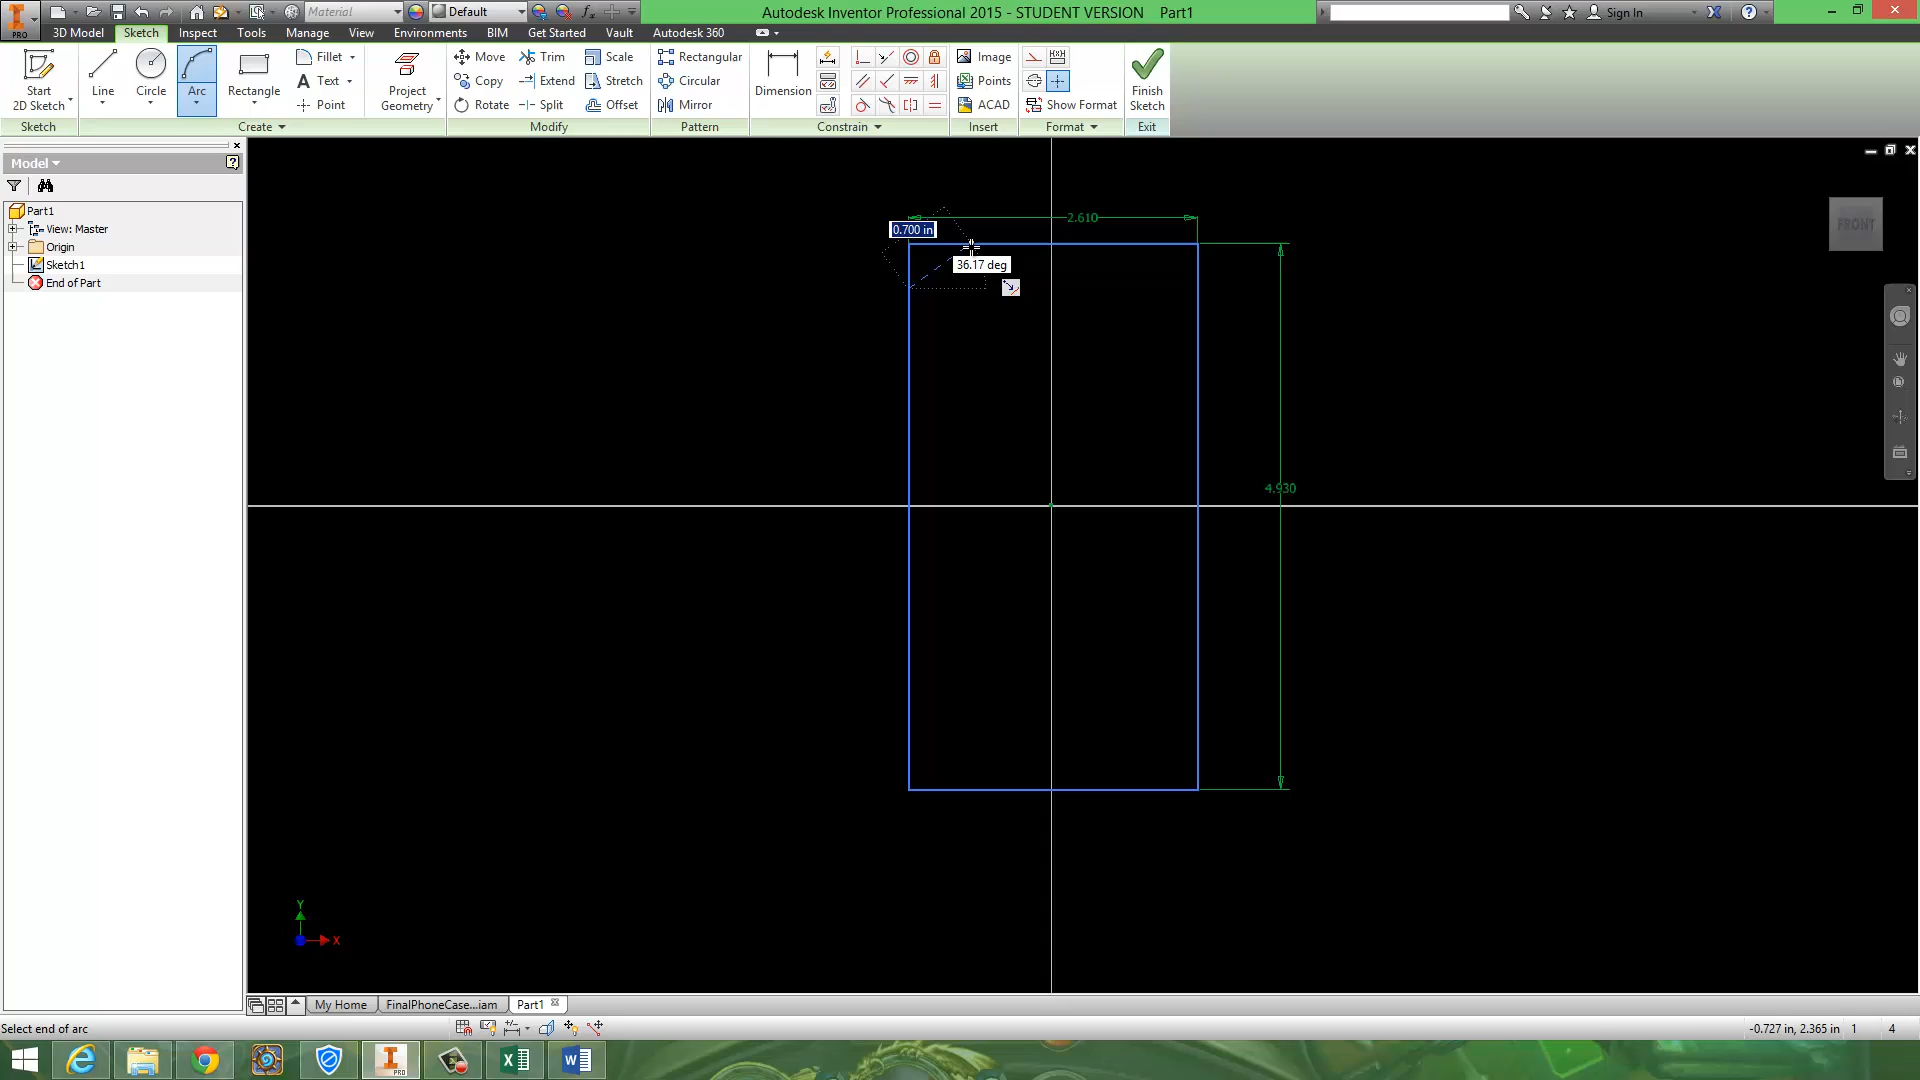 Material
Default
Autodesk Inventor Professional 2015 - STUDENT VERSION Part1
Sign In
PRO
3D Model Sketch Inspect Tools Manage View Environments BIM Get Started Vault Autodesk 360
Start 2D Sketch
Line
Circle
Arc
Rectangle
Fillet
Text
Point
Project Geometry
Move
Copy
Rotate
Trim
Extend
Split
Scale
Stretch
Offset
Rectangular
Circular
Mirror
Dimension
Image
Points
ACAD
Show Format
Finish Sketch
Sketch Create Modify Pattern Constrain Insert Format Exit
Model
Part1
View: Master
Origin
Sketch1
End of Part
2.610
0.700 in
36.17 deg
FRONT
4.930
Y
X
My Home FinalPhoneCase...iam Part1
Select end of arc
-0.727 in, 2.365 in 1 4
PRO